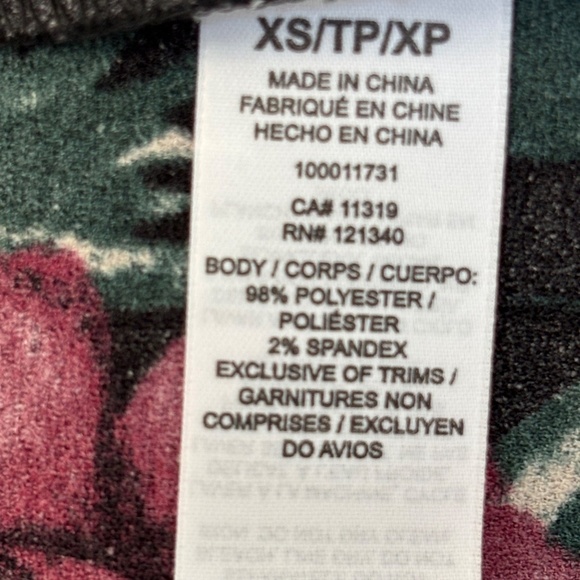 XS/TP/XP
MADE IN CHINA
FABRIQUÉ EN CHINE
HECHO EN CHINA
100011731
CA# 11319
RN# 121340
BODY / CORPS / CUERPO:
98% POLYESTER /
POLIÉSTER
2% SPANDEX
EXCLUSIVE OF TRIMS /
GARNITURES NON
COMPRISES / EXCLUYEN
DO AVIOS